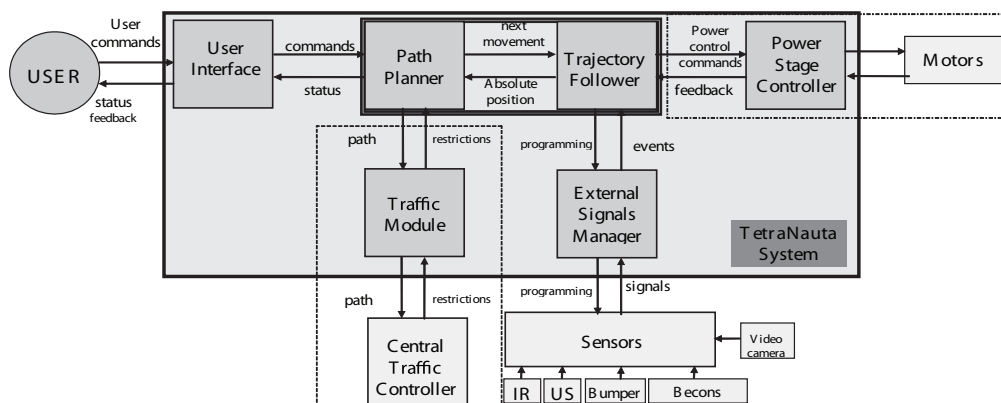 User
commands
USER
status
feedback
User
Interface
commands
status
Path
Planner
next
movement
Absolute
position
Trajectory
Follower
Power
control
commands
feedback
Power
Stage
Controller
Motors
path
restrictions
programming
events
Traffic
Module
External
Signals
Manager
TetraNauta
System
path
restrictions
programming
signals
Central
Traffic
Controller
Sensors
Video
camera
IR
US
Bumper
Becons